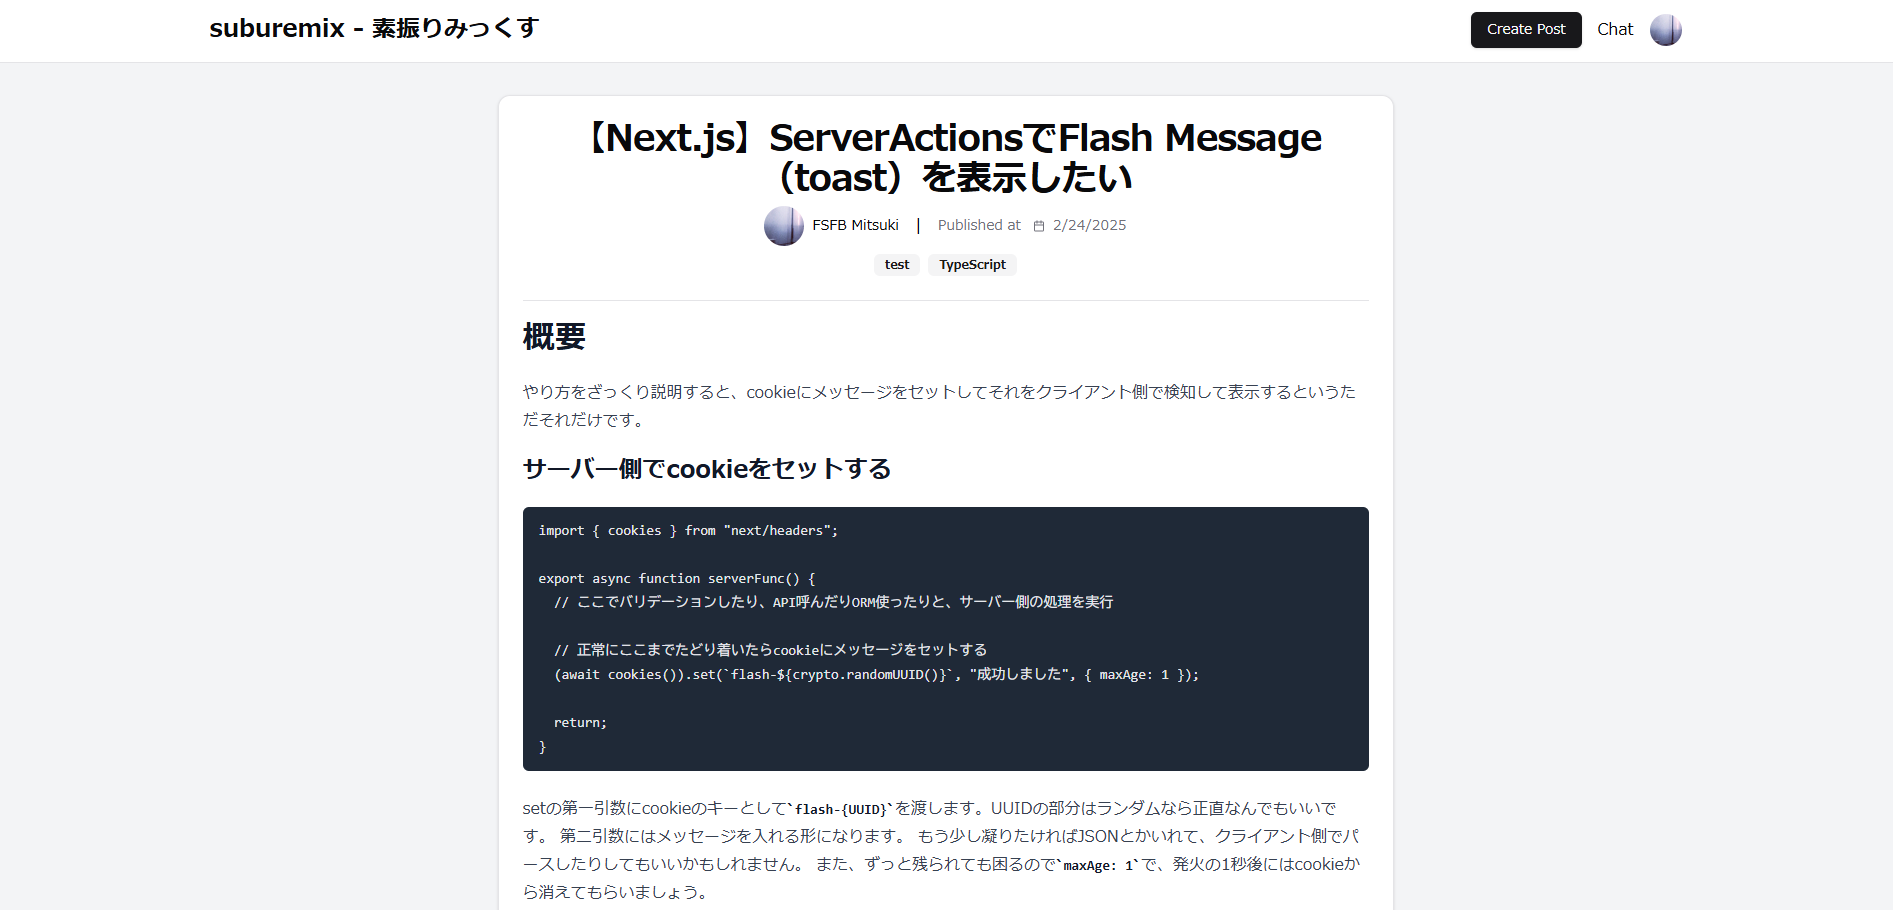 suburemix - 素振りみっくす
Create Post
Chat
【Next.js】ServerActionsでFlash Message
（toast）を表示したい
FSFB Mitsuki | Published at 2/24/2025
test TypeScript
概要
やり方をざっくり説明すると、cookieにメッセージをセットしてそれをクライアント側で検知して表示するというた
だそれだけです。
サーバー側でcookieをセットする
import { cookies } from "next/headers";
export async function serverFunc() {
  // ここでバリデーションしたり、API呼んだりORM使ったりと、サーバー側の処理を実行
  // 正常にここまでたどり着いたらcookieにメッセージをセットする
  (await cookies()).set(`flash-${crypto.randomUUID()}`, "成功しました", { maxAge: 1 });
  return;
}
setの第一引数にcookieのキーとして`flash-{UUID}`を渡します。UUIDの部分はランダムなら正直なんでもいいで
す。 第二引数にはメッセージを入れる形になります。 もう少し凝りたければJSONとかいれて、クライアント側でパ
ースしたりしてもいいかもしれません。 また、ずっと残られても困るので`maxAge: 1`で、発火の1秒後にはcookieか
ら消えてもらいましょう。